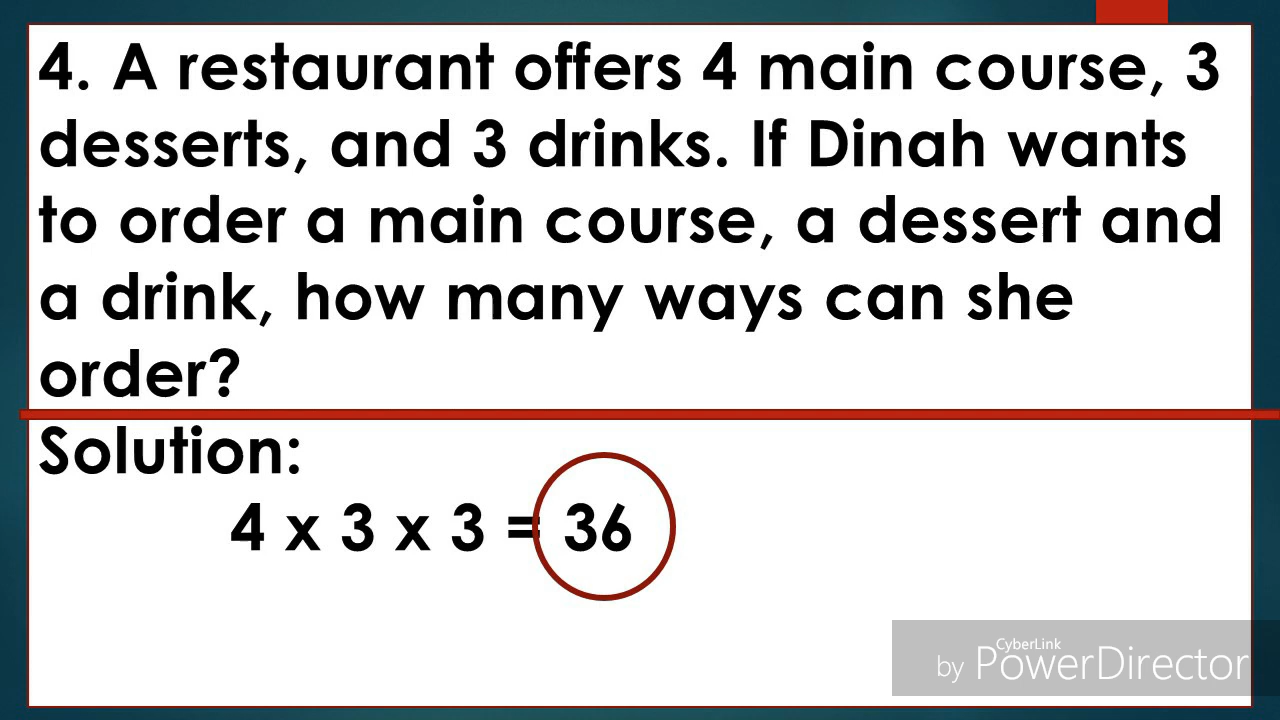 4. A restaurant offers 4 main course, 3
desserts, and 3 drinks. If Dinah wants
to order a main course, a dessert and
a drink, how many ways can she
order?
Solution:
4 x 3 x 3 = 36
CyberLink
by PowerDirector